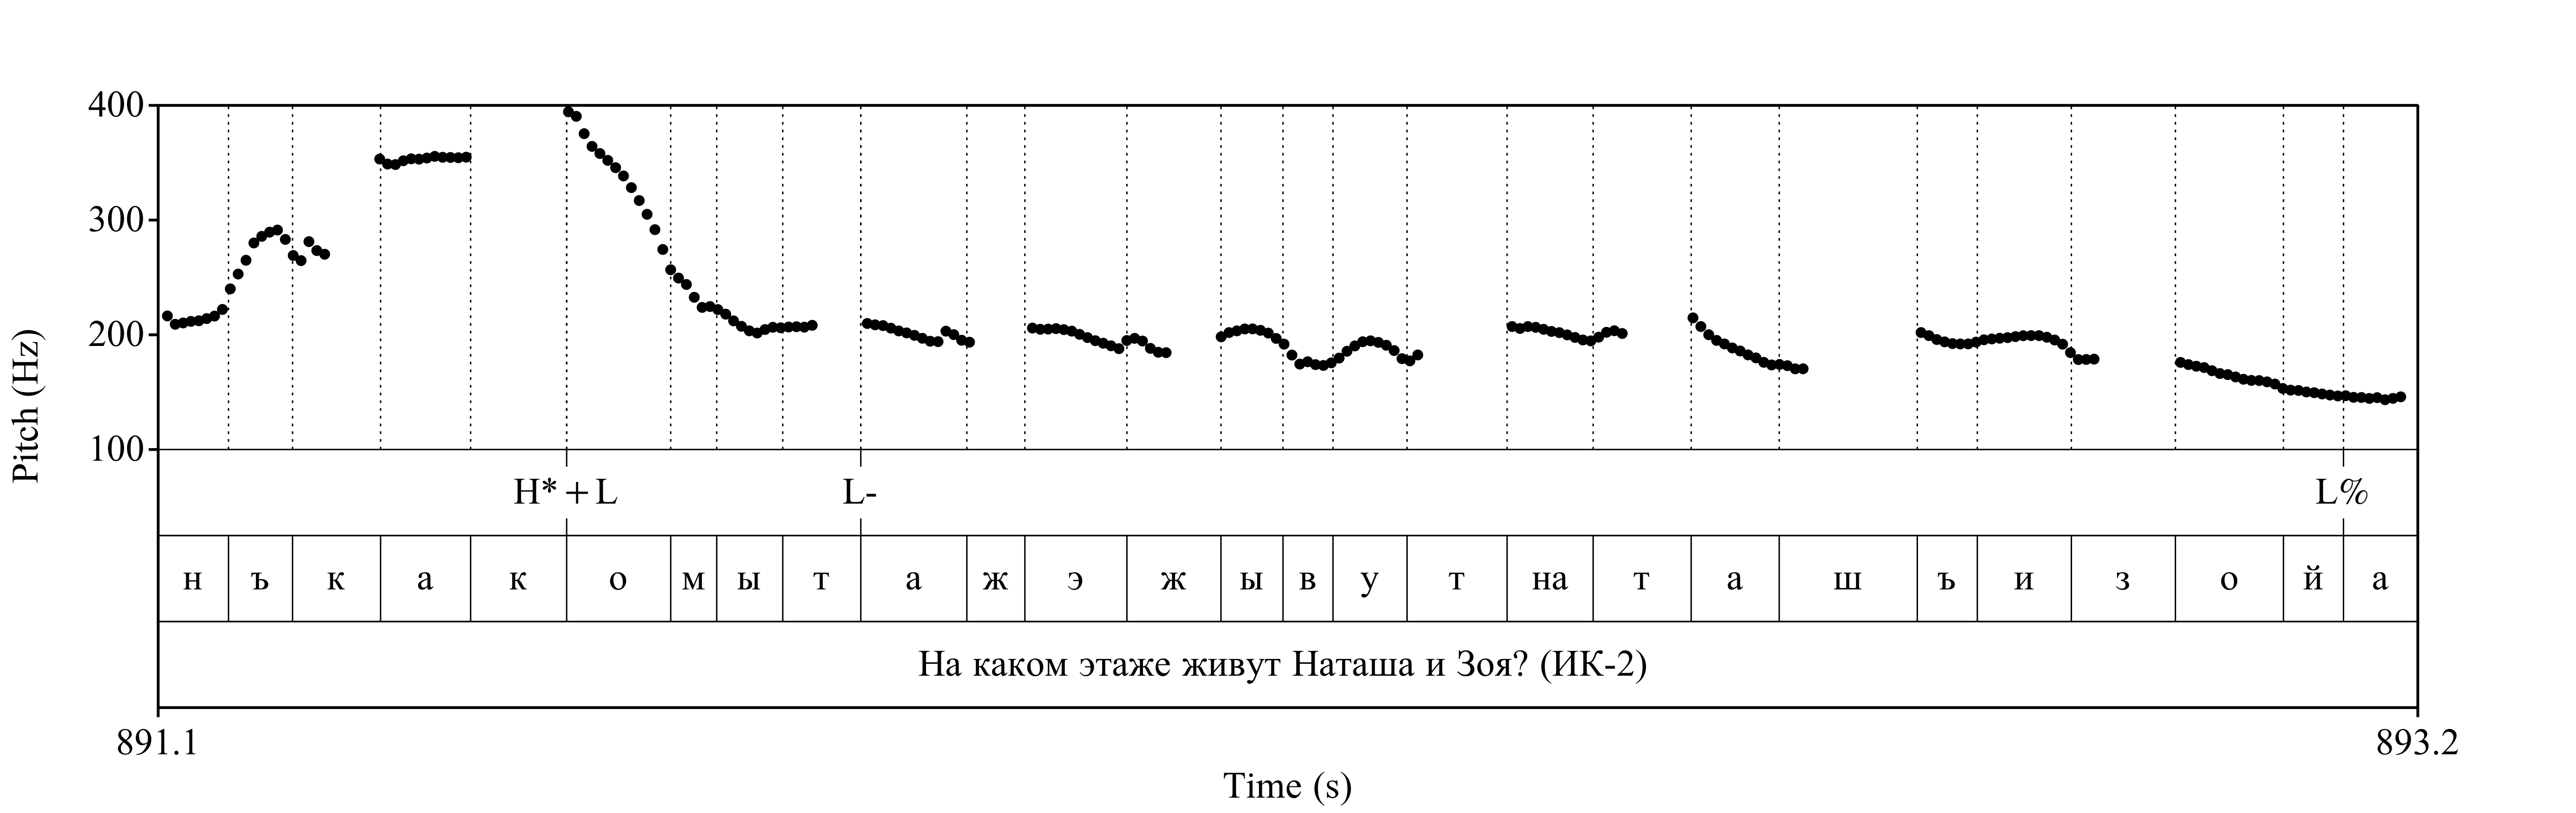 400
300
200
100
Pitch (Hz)
H*+L L- L%
н ъ к а к о м ы т а ж э ж ы в у т на т а ш ъ и з о й а
На каком этаже живут Наташа и Зоя? (ИК-2)
891.1 893.2
Time (s)